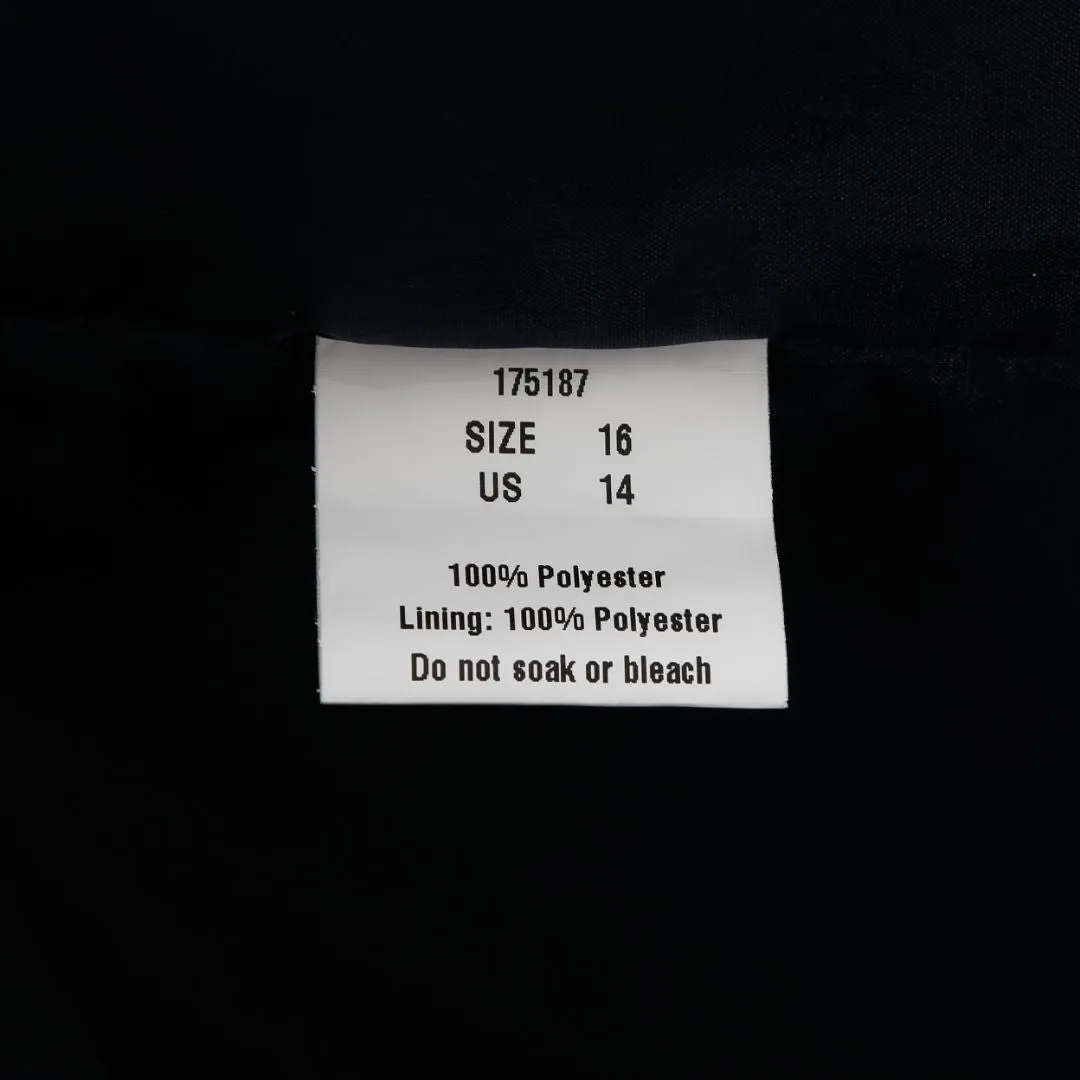 175187
SIZE 16
US 14
100% Polyester
Lining: 100% Polyester
Do not soak or bleach